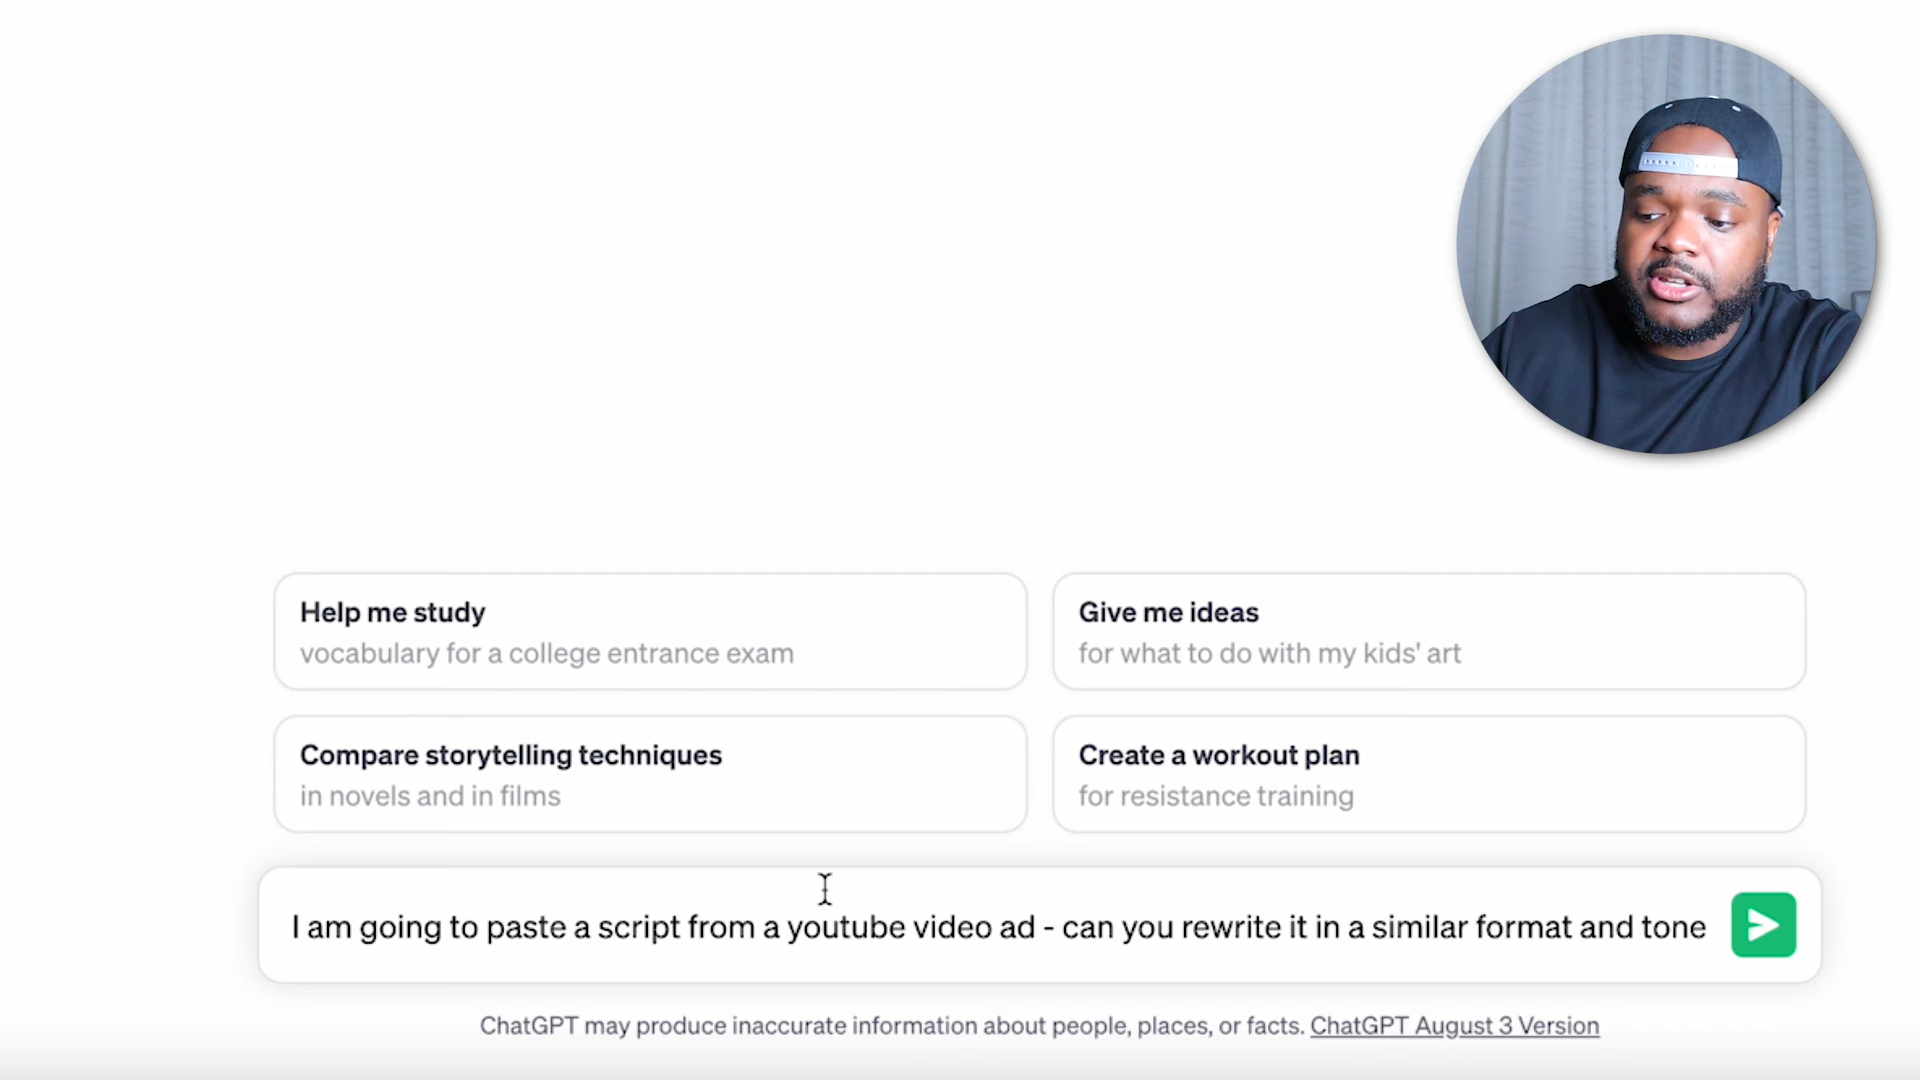 Help me study
vocabulary for a college entrance exam
Give me ideas
for what to do with my kids' art
Compare storytelling techniques
in novels and in films
Create a workout plan
for resistance training
I am going to paste a script from a youtube video ad - can you rewrite it in a similar format and tone
ChatGPT may produce inaccurate information about people, places, or facts. ChatGPT August 3 Version